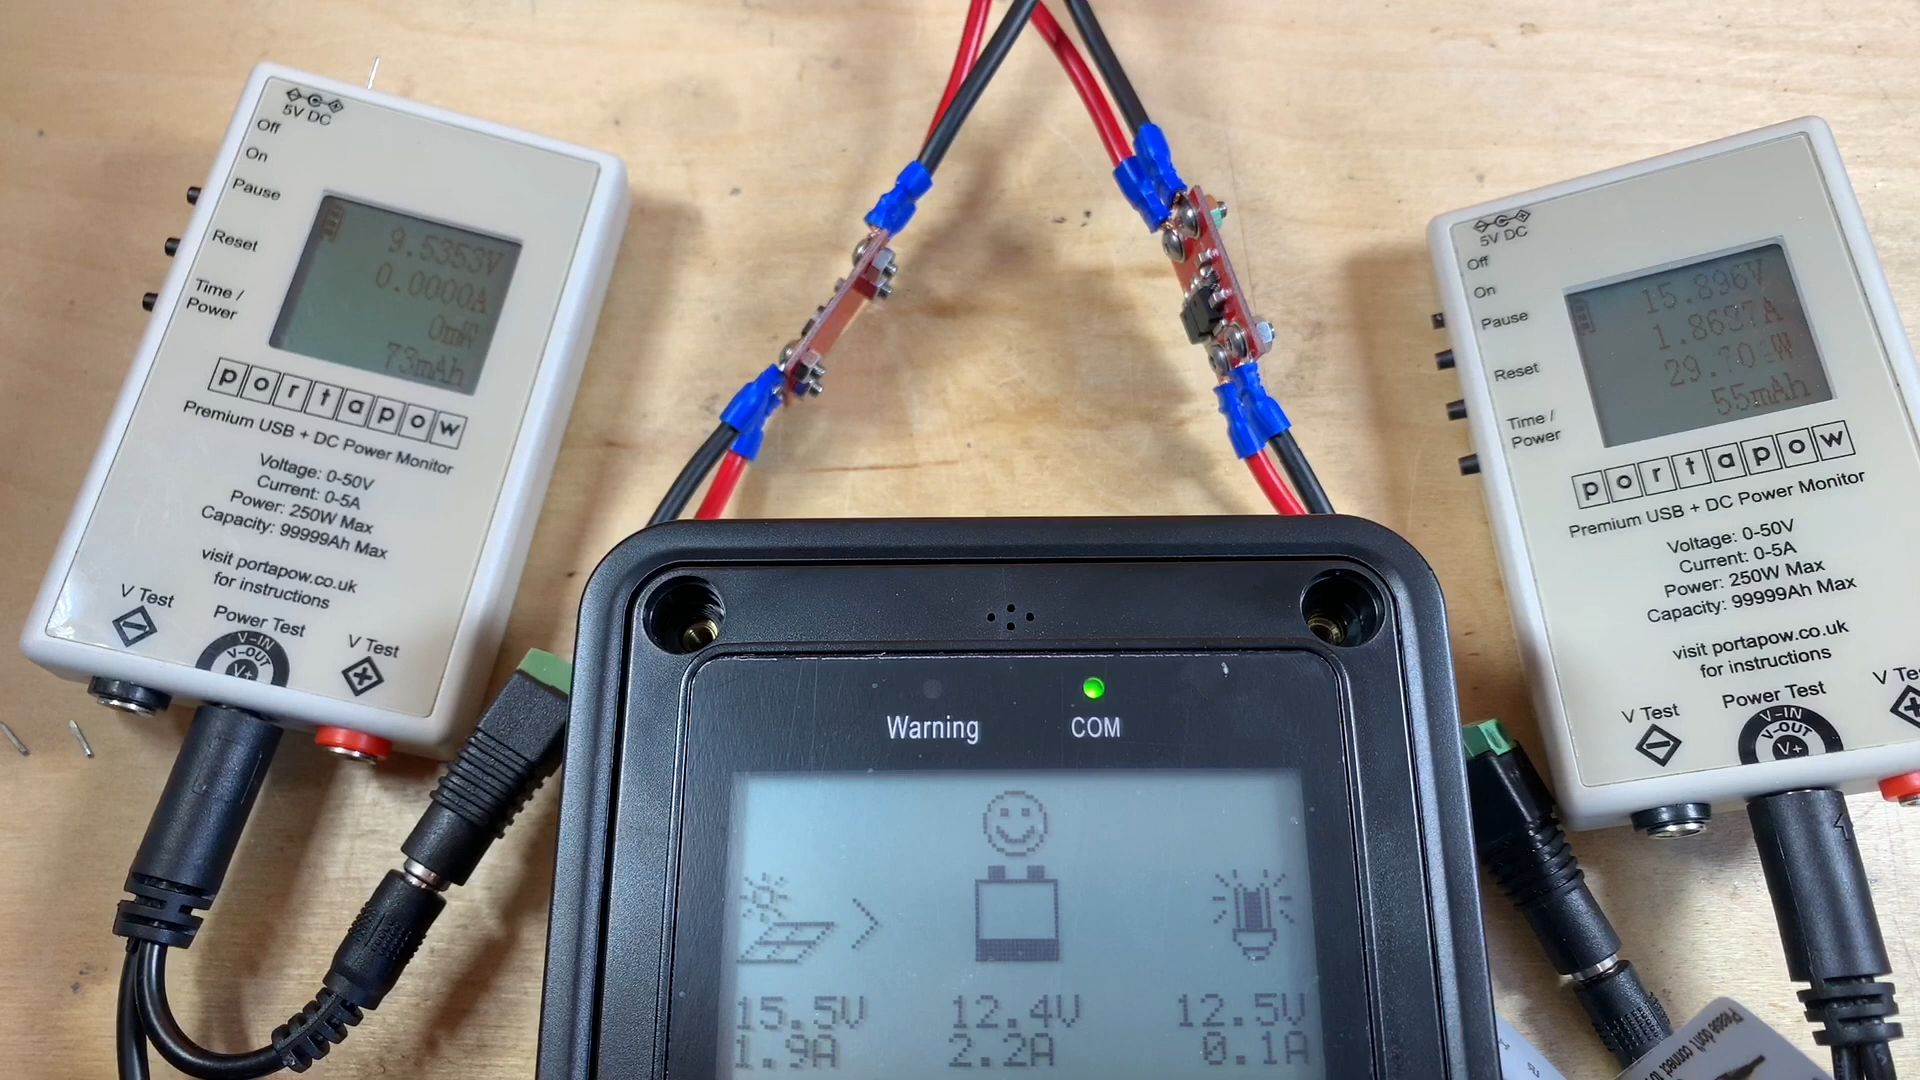 5V DC
Off
On
Pause
Reset
Time /
Power
9.5353V
0.0000A
0mW
73mAh
portapow
Premium USB + DC Power Monitor
Voltage: 0-50V
Current: 0-5A
Power: 250W Max
Capacity: 99999Ah Max
visit portapow.co.uk
for instructions
V Test
Power Test
V Test
V-IN
V-OUT
V+
5V DC
Off
On
Pause
Reset
Time /
Power
15.896V
55mAh
portapow
Premium USB + DC Power Monitor
Voltage: 0-50V
Current: 0-5A
Power: 250W Max
Capacity: 99999Ah Max
visit portapow.co.uk
for instructions
V Test
Power Test
V-IN
V-OUT
V+
Warning
COM
15.5V
12.4V
12.5V
1.9A
2.2A
0.1A
Please don't connect